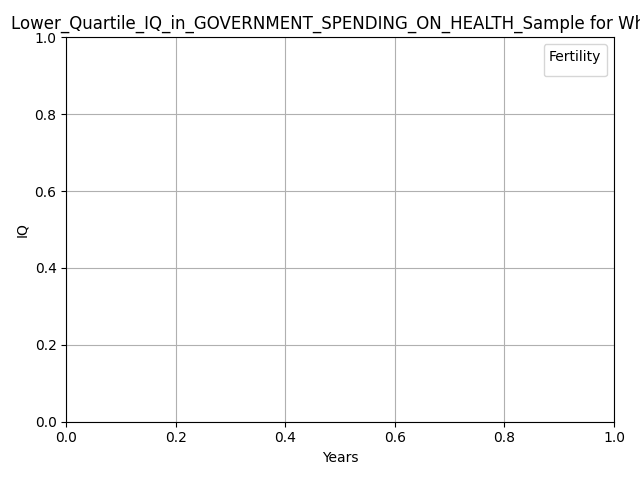 Lower_Quartile_IQ_in_GOVERNMENT_SPENDING_ON_HEALTH_Sample for Wh
Fertility
1.0
0.8
0.6
0.4
0.2
0.0
IQ
0.0 0.2 0.4 0.6 0.8 1.0
Years